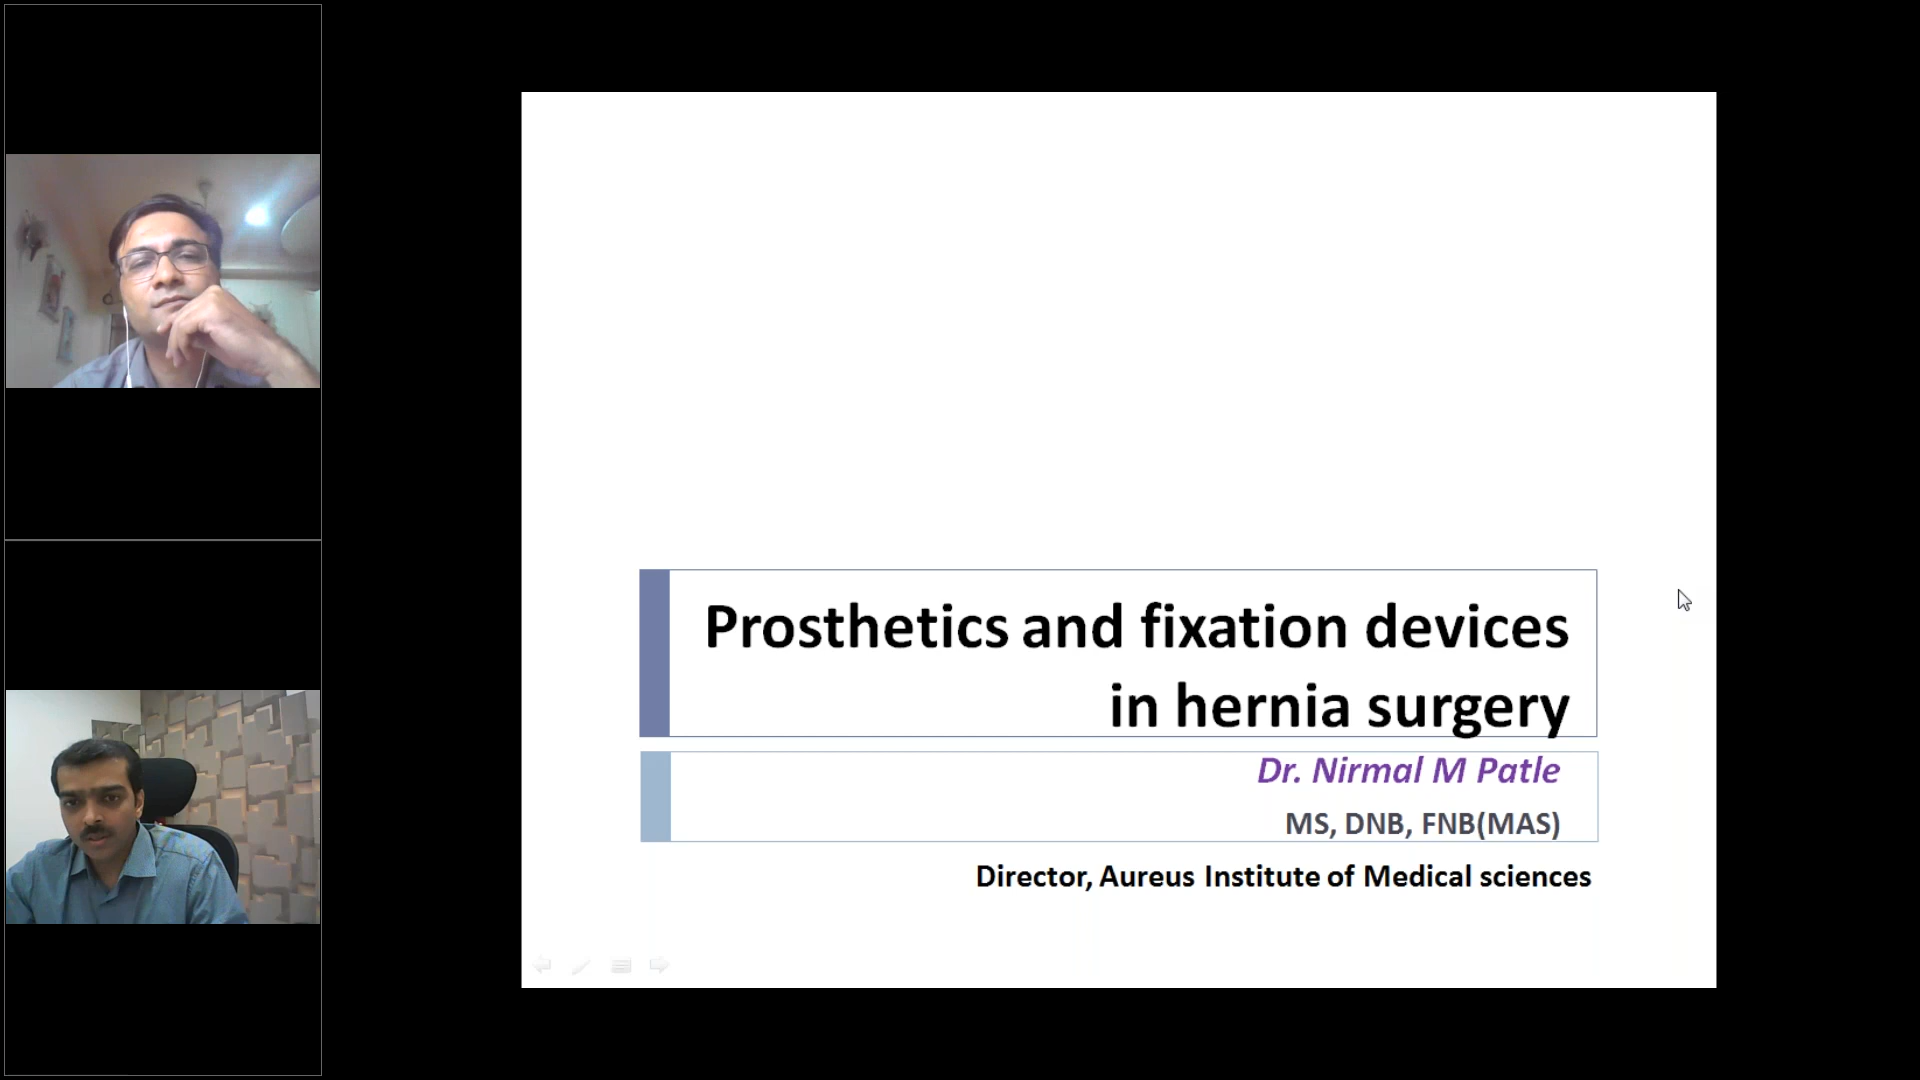 Prosthetics and fixation devices
in hernia surgery
Dr. Nirmal M Patle
MS, DNB, FNB(MAS)
Director, Aureus Institute of Medical sciences